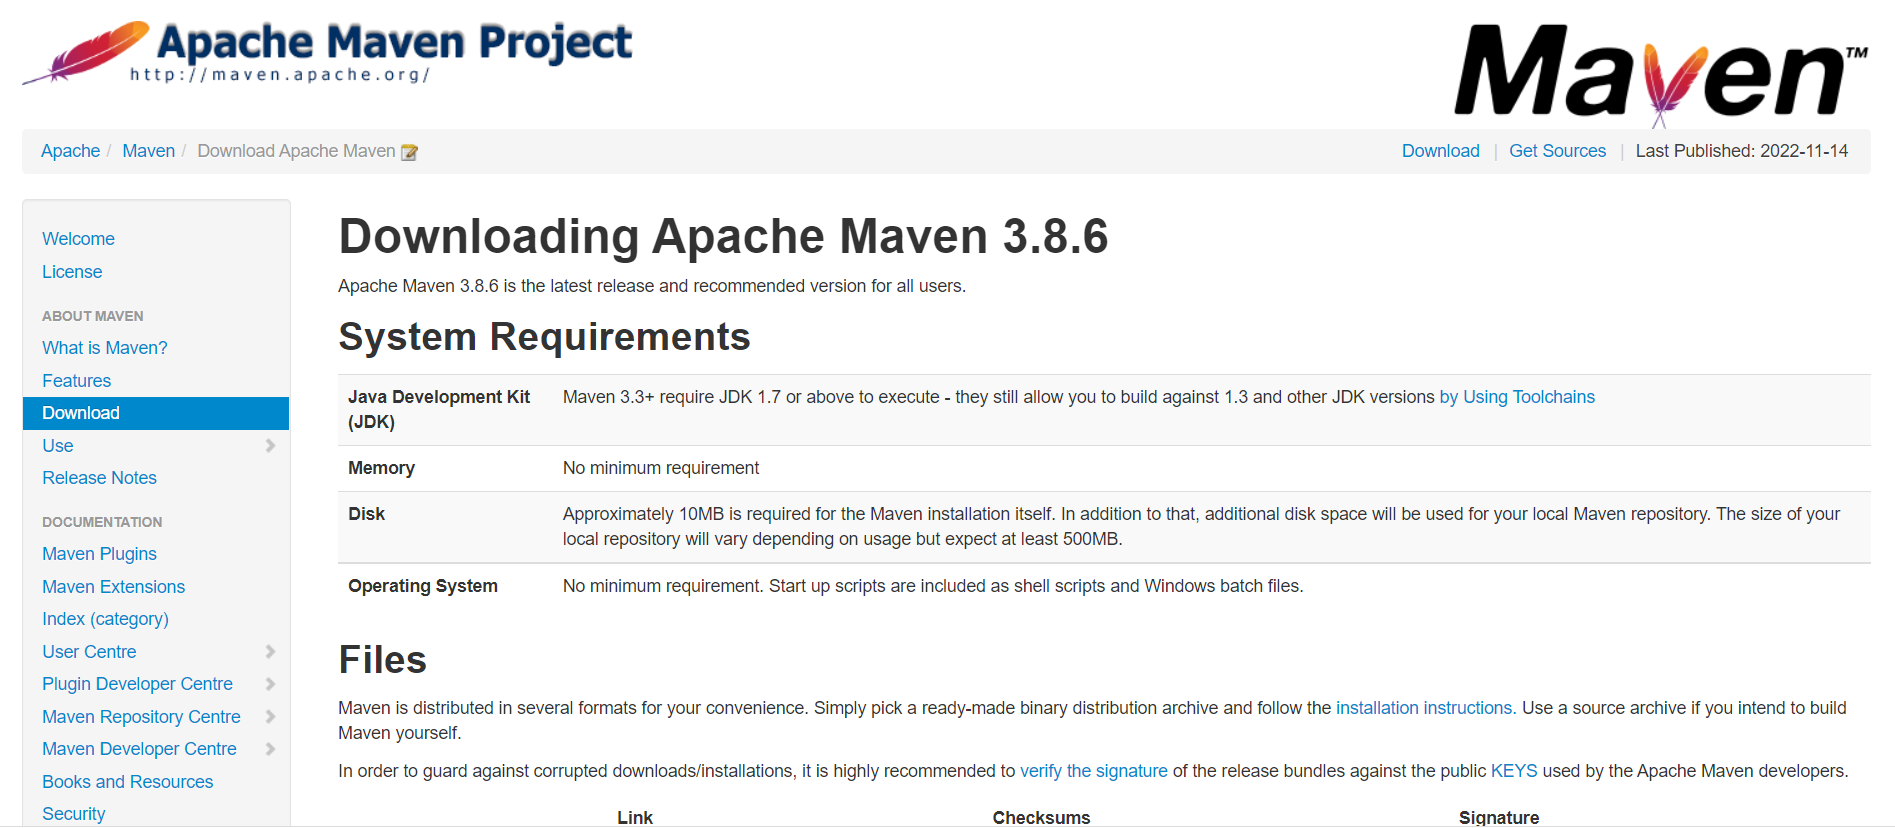 Apache Maven Project
http://maven.apache.org/
Maven™
Apache / Maven / Download Apache Maven
Download | Get Sources | Last Published: 2022-11-14
Welcome
License
ABOUT MAVEN
What is Maven?
Features
Download
Use
Release Notes
DOCUMENTATION
Maven Plugins
Maven Extensions
Index (category)
User Centre
Plugin Developer Centre
Maven Repository Centre
Maven Developer Centre
Books and Resources
Security
Downloading Apache Maven 3.8.6
Apache Maven 3.8.6 is the latest release and recommended version for all users.
System Requirements
Java Development Kit
(JDK)
Maven 3.3+ require JDK 1.7 or above to execute - they still allow you to build against 1.3 and other JDK versions by Using Toolchains
Memory
No minimum requirement
Disk
Approximately 10MB is required for the Maven installation itself. In addition to that, additional disk space will be used for your local Maven repository. The size of your
local repository will vary depending on usage but expect at least 500MB.
Operating System
No minimum requirement. Start up scripts are included as shell scripts and Windows batch files.
Files
Maven is distributed in several formats for your convenience. Simply pick a ready-made binary distribution archive and follow the installation instructions. Use a source archive if you intend to build
Maven yourself.
In order to guard against corrupted downloads/installations, it is highly recommended to verify the signature of the release bundles against the public KEYS used by the Apache Maven developers.
Link
Checksums
Signature